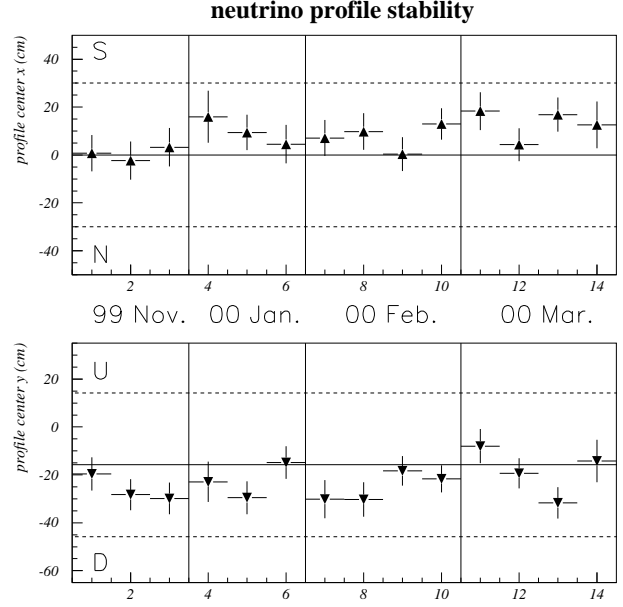 neutrino profile stability
profile center x (cm)
S
40
20
0
-20
-40
N
2 4 6 8 10 12 14
99 Nov. 00 Jan. 00 Feb. 00 Mar.
profile center y (cm)
U
20
0
-20
-40
-60
D
2 4 6 8 10 12 14